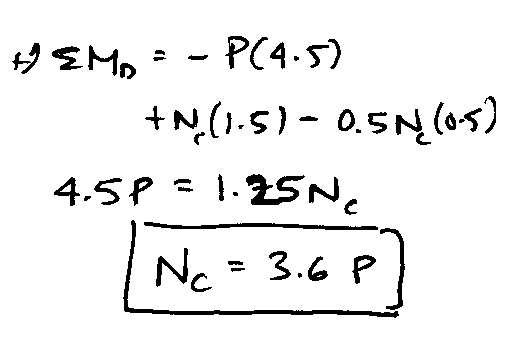 +↺ ΣM_D = - P(4.5)
+ N_c(1.5) - 0.5N_c(0.5)
4.5P = 1.25N_c
N_c = 3.6 P